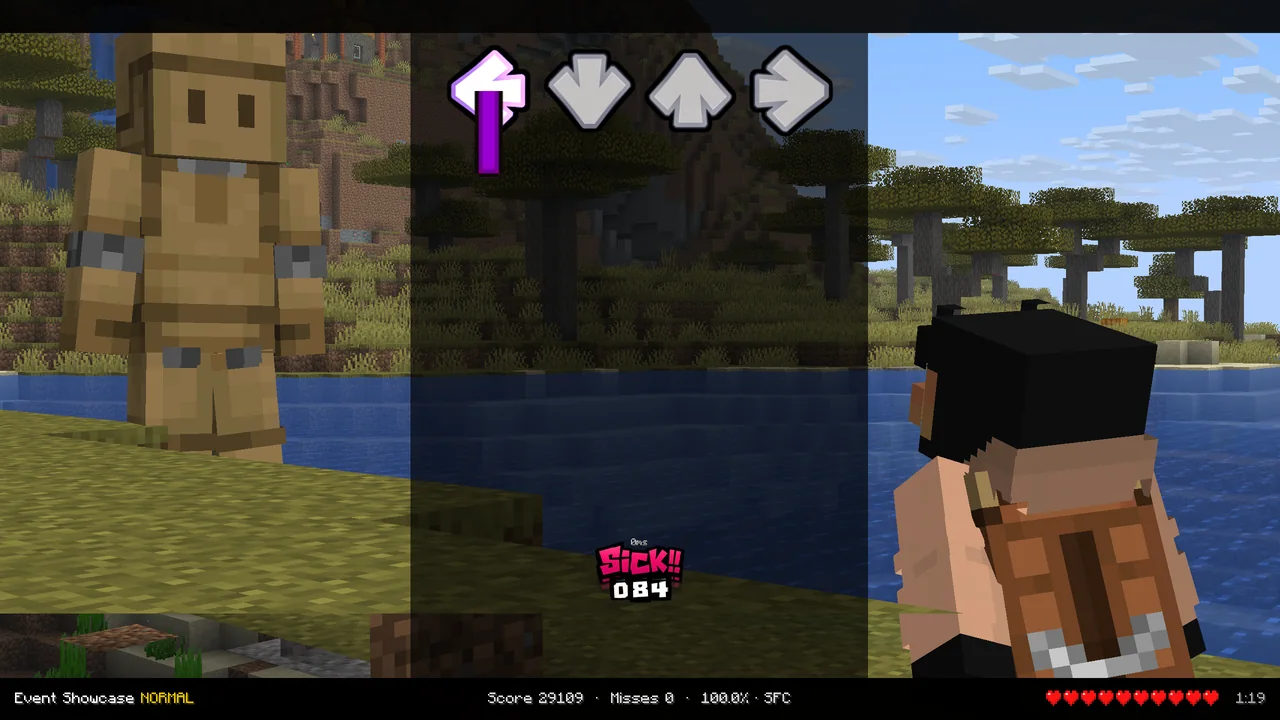 0ms
SiCK!!
084
Event Showcase NORMAL
Score 29109 · Misses 0 · 100.0% · SFC
1:19